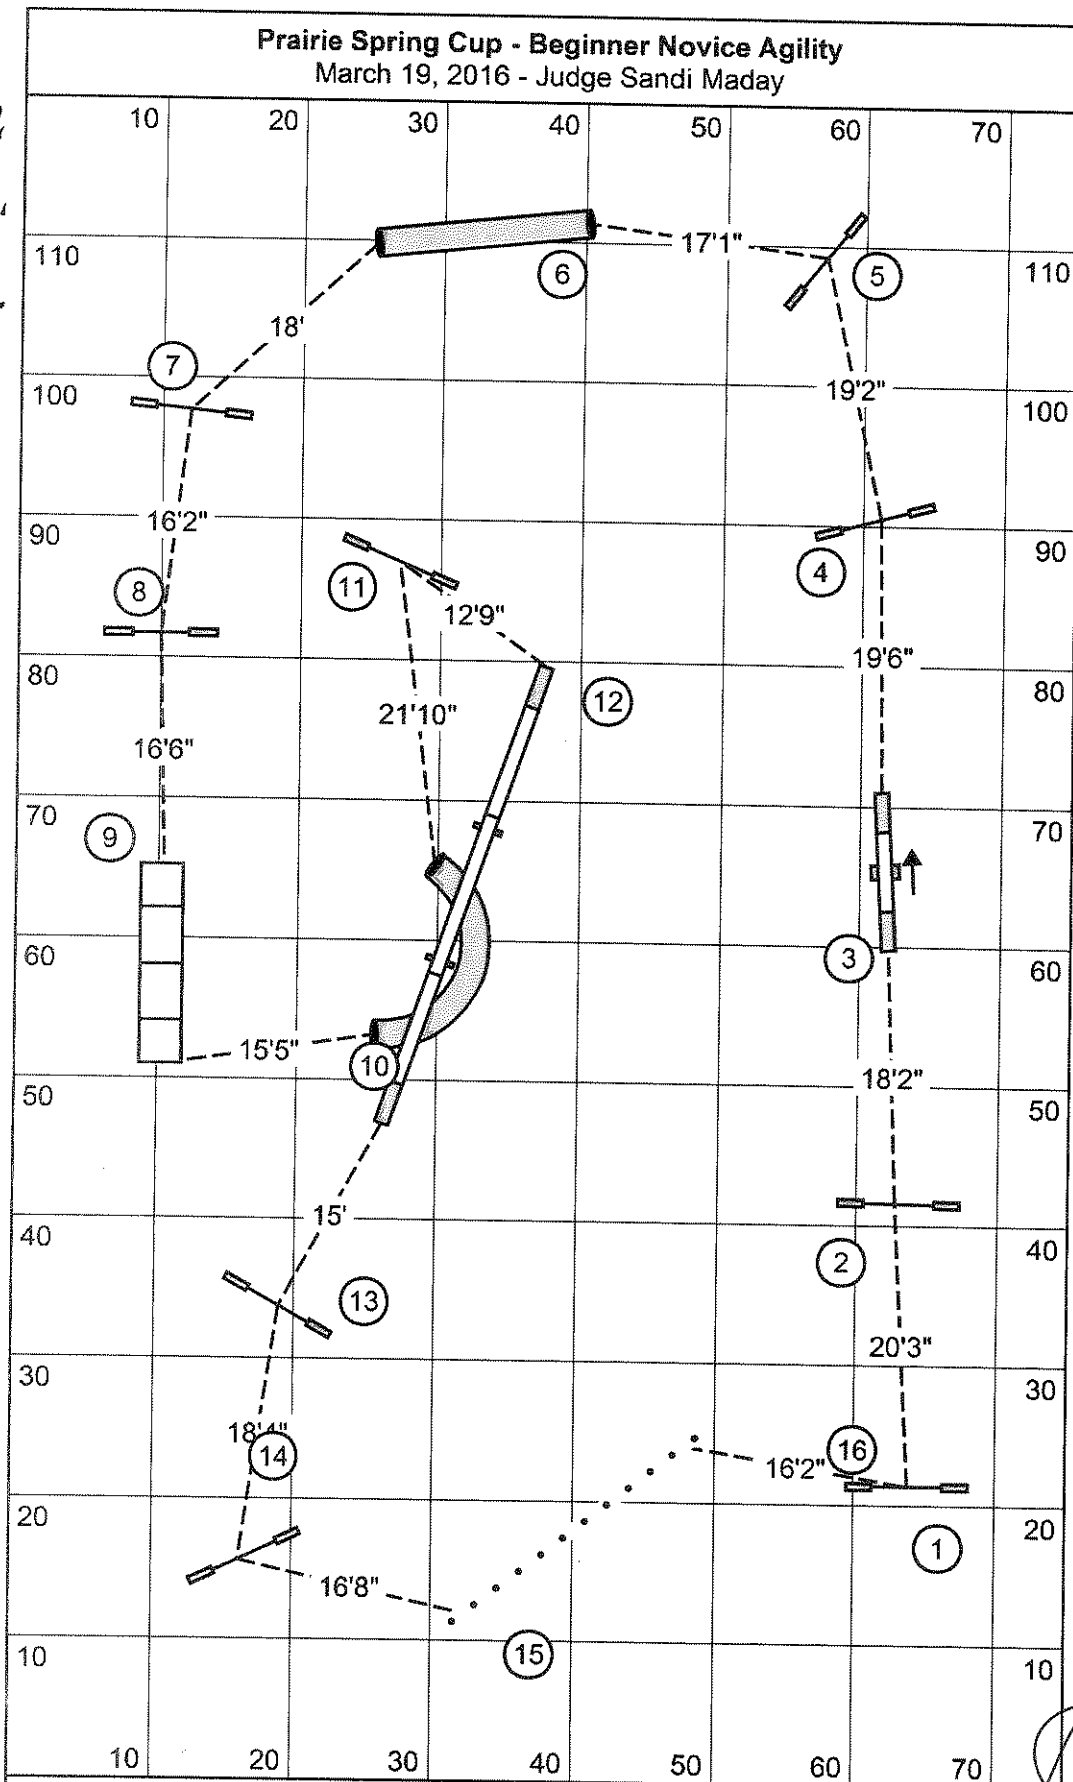 Prairie Spring Cup - Beginner Novice Agility
March 19, 2016 - Judge Sandi Maday
10 20 30 40 50 60 70
110 6 17'1" 5 110
18'
7
100 19'2" 100
16'2"
90 4 90
8 11
12'9"
80 19'6" 80
12
21'10"
16'6"
70 70
9
60 3 60
15'5" 10
50 18'2" 50
40 15' 2 40
13
20'3"
30 30
18'4"
14 16'2" 16
20 1 20
16'8"
10 15 10
10 20 30 40 50 60 70